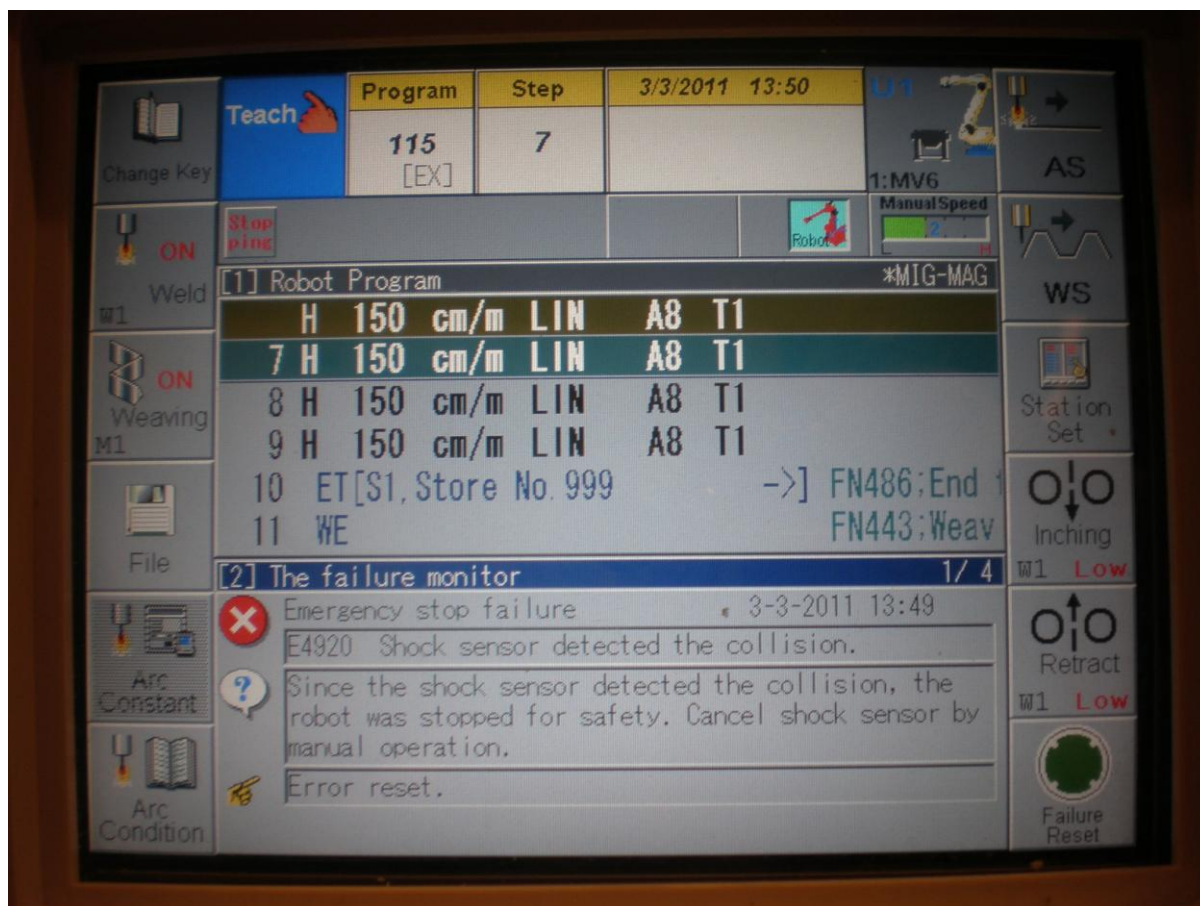 Change Key
Teach
Program
115
[EX]
Step
7
3/3/2011 13:50
U1
1:MV6
AS
ON
Weld
W1
Stop
ping
Robot
Manual Speed
2
L
H
WS
[1] Robot Program
*MIG-MAG
H 150 cm/m LIN A8 T1
7 H 150 cm/m LIN A8 T1
8 H 150 cm/m LIN A8 T1
9 H 150 cm/m LIN A8 T1
10 ET[S1, Store No. 999 ->] FN486;End
11 WE FN443;Weav
ON
Weaving
M1
Station
Set
File
Inching
W1 Low
[2] The failure monitor 1/ 4
Emergency stop failure 3-3-2011 13:49
E4920 Shock sensor detected the collision.
Since the shock sensor detected the collision, the
robot was stopped for safety. Cancel shock sensor by
manual operation.
Error reset.
Arc
Constant
Retract
W1 Low
Arc
Condition
Failure
Reset